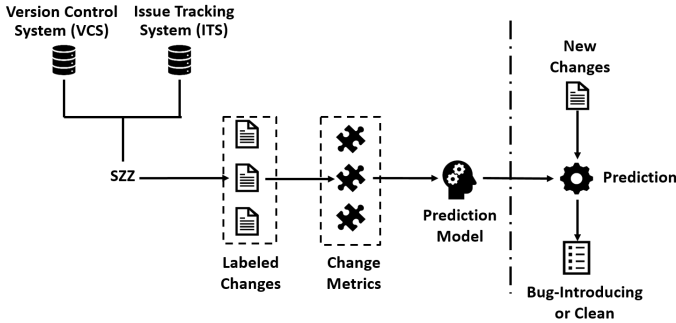 Version Control
System (VCS)
Issue Tracking
System (ITS)
New
Changes
SZZ
Prediction
Prediction
Model
Labeled
Changes
Change
Metrics
Bug-Introducing
or Clean